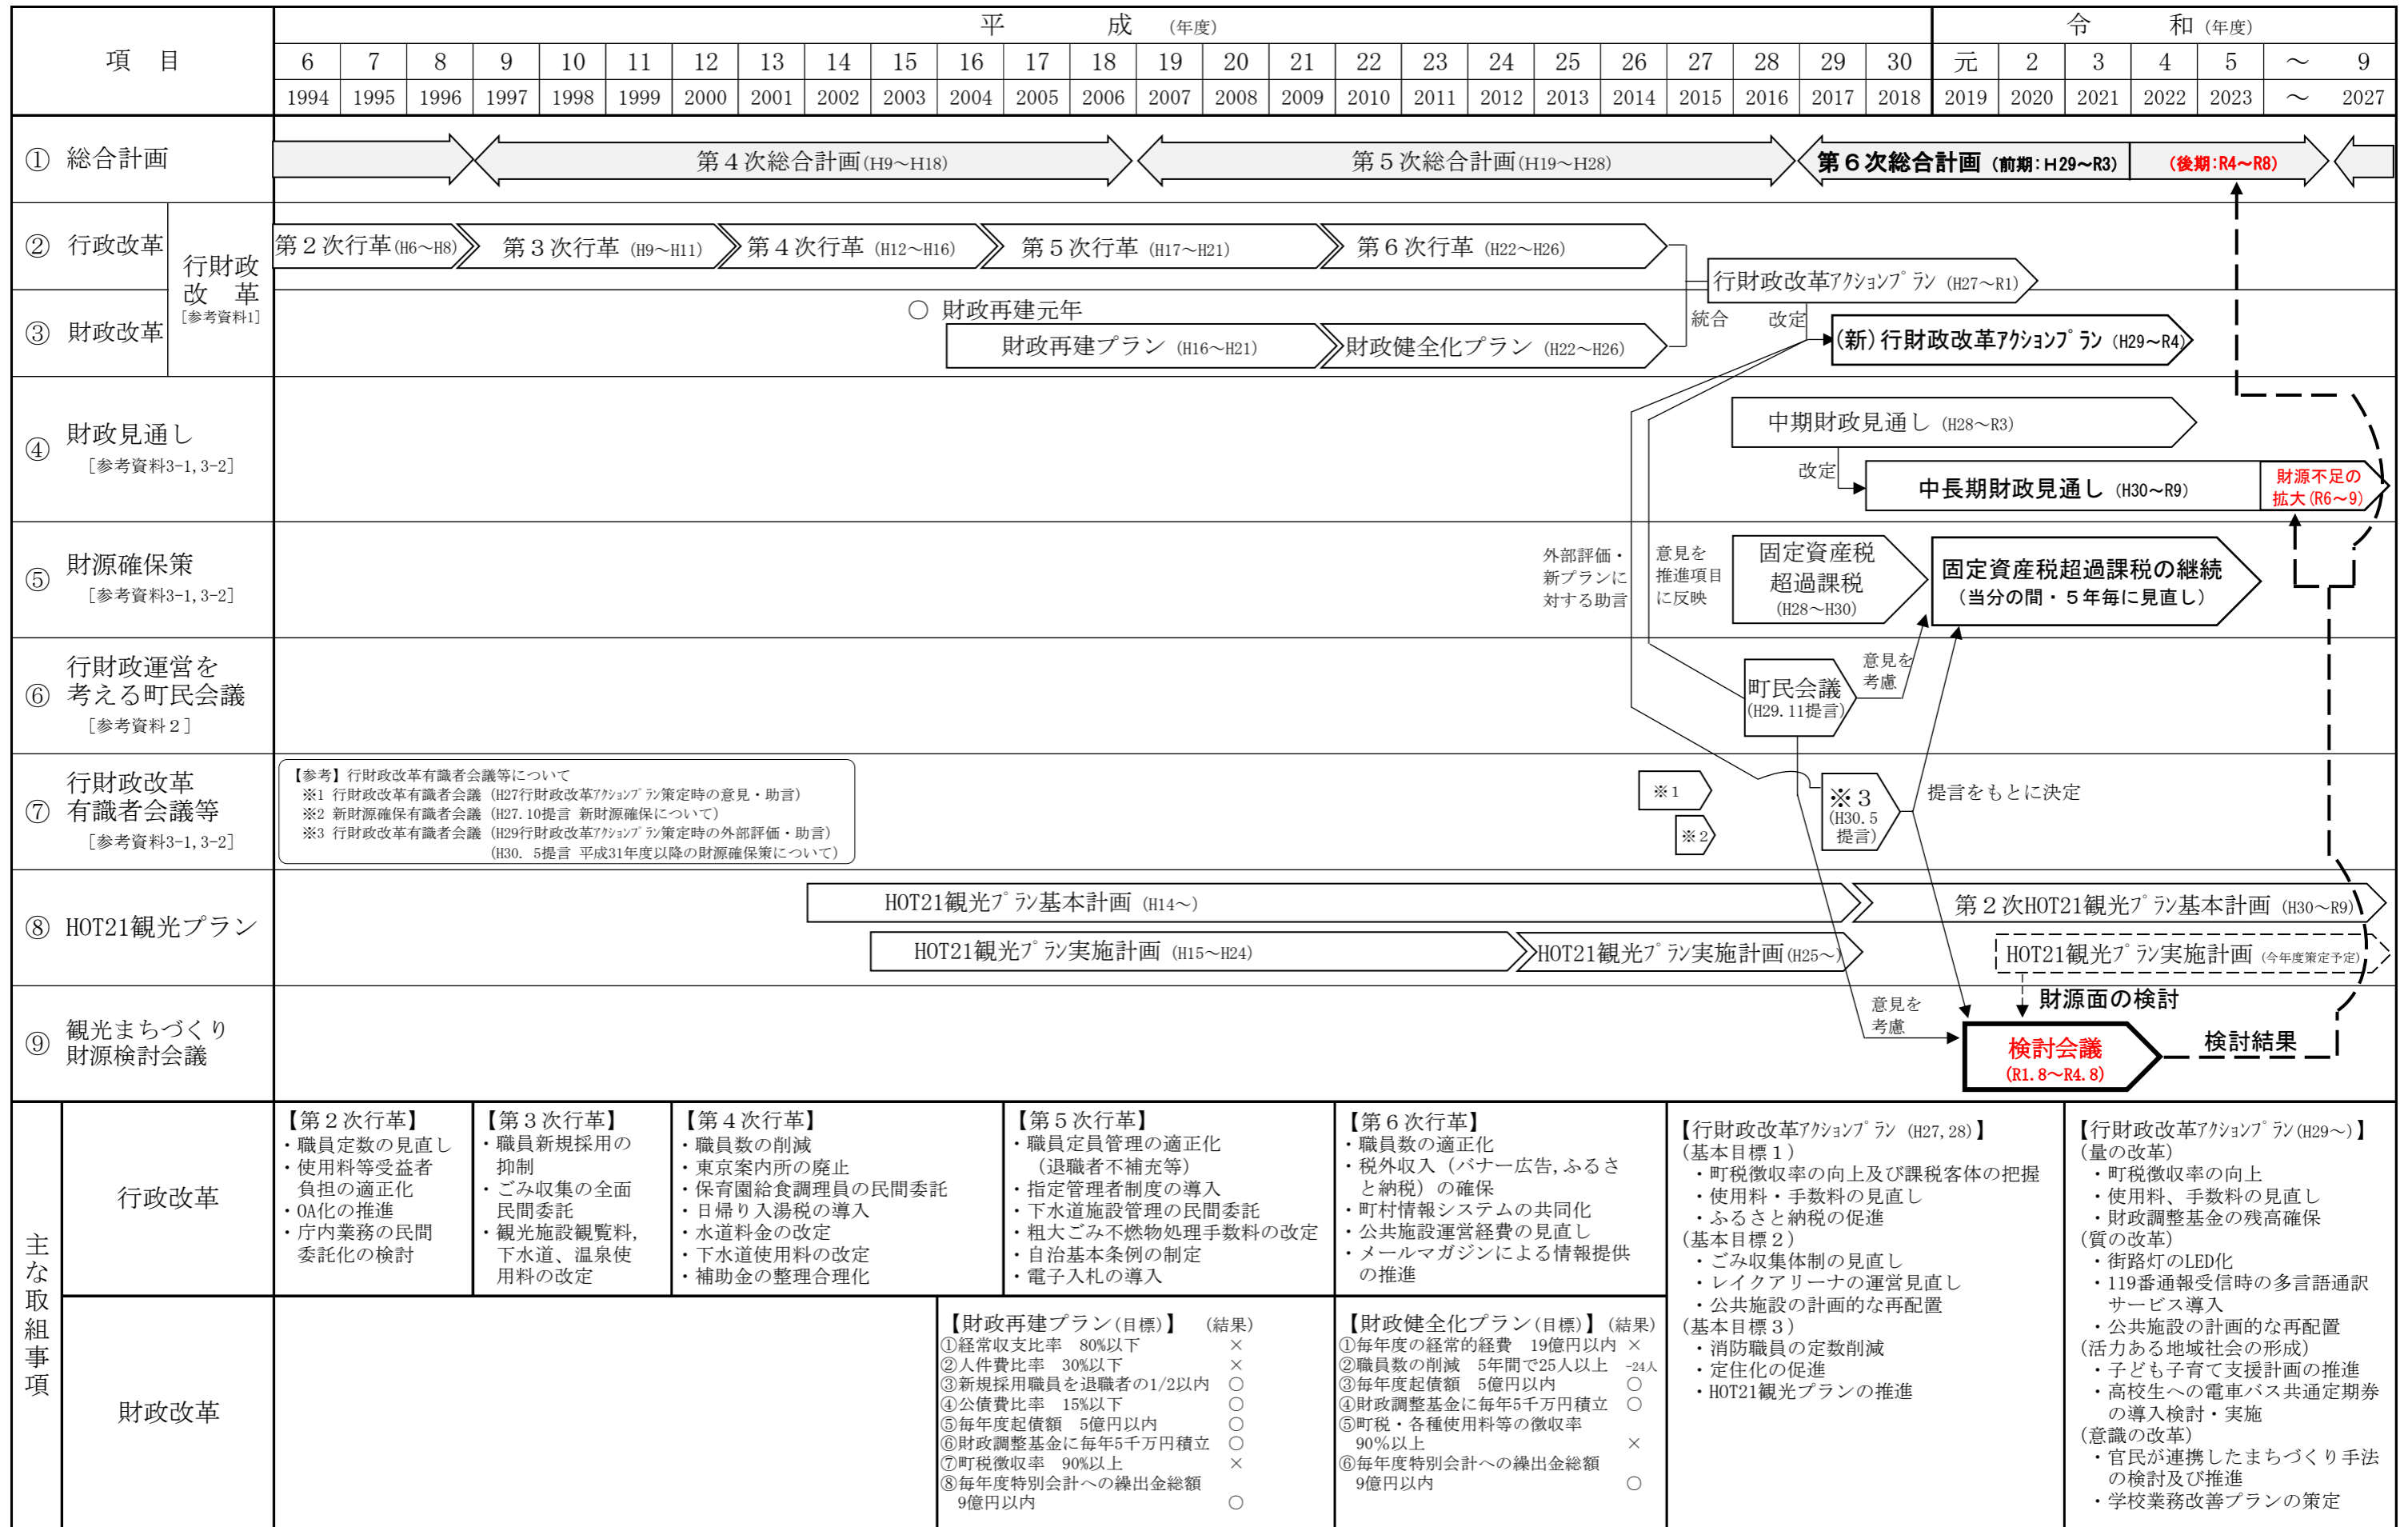 項　目
平　成 (年度)
令　和 (年度)
6 7 8 9 10 11 12 13 14 15 16 17 18 19 20 21 22 23 24 25 26 27 28 29 30 元 2 3 4 5 ～ 9
1994 1995 1996 1997 1998 1999 2000 2001 2002 2003 2004 2005 2006 2007 2008 2009 2010 2011 2012 2013 2014 2015 2016 2017 2018 2019 2020 2021 2022 2023 ～ 2027
① 総合計画
第４次総合計画(H9～H18)
第５次総合計画(H19～H28)
第６次総合計画 (前期：H29～R3)
(後期:R4～R8)
② 行政改革
行財政
改　革
[参考資料1]
第２次行革(H6～H8)
第３次行革 (H9～H11)
第４次行革 (H12～H16)
第５次行革 (H17～H21)
第６次行革 (H22～H26)
行財政改革ｱｸｼｮﾝﾌﾟﾗﾝ (H27～R1)
③ 財政改革
○ 財政再建元年
財政再建プラン (H16～H21)
財政健全化プラン (H22～H26)
統合
改定
(新)行財政改革ｱｸｼｮﾝﾌﾟﾗﾝ (H29～R4)
④ 財政見通し
[参考資料3-1,3-2]
中期財政見通し (H28～R3)
改定
中長期財政見通し (H30～R9)
財源不足の
拡大(R6～9)
⑤ 財源確保策
[参考資料3-1,3-2]
外部評価・
新プランに
対する助言
意見を
推進項目
に反映
固定資産税
超過課税
(H28～H30)
固定資産税超過課税の継続
(当分の間・５年毎に見直し)
⑥ 行財政運営を
考える町民会議
[参考資料２]
町民会議
(H29.11提言)
意見を
考慮
⑦ 行財政改革
有識者会議等
[参考資料3-1,3-2]
【参考】行財政改革有識者会議等について
※1 行財政改革有識者会議（H27行財政改革ｱｸｼｮﾝﾌﾟﾗﾝ策定時の意見・助言）
※2 新財源確保有識者会議（H27.10提言 新財源確保について）
※3 行財政改革有識者会議（H29行財政改革ｱｸｼｮﾝﾌﾟﾗﾝ策定時の外部評価・助言）
（H30. 5提言 平成31年度以降の財源確保策について）
※1
※2
※３
(H30.5
提言)
提言をもとに決定
⑧ HOT21観光プラン
HOT21観光ﾌﾟﾗﾝ基本計画 (H14～)
第２次HOT21観光ﾌﾟﾗﾝ基本計画 (H30～R9)
HOT21観光ﾌﾟﾗﾝ実施計画 (H15～H24)
HOT21観光ﾌﾟﾗﾝ実施計画(H25～)
HOT21観光ﾌﾟﾗﾝ実施計画 (今年度策定予定)
⑨ 観光まちづくり
財源検討会議
意見を
考慮
財源面の検討
検討会議
(R1.8～R4.8)
検討結果
主な取組事項
行政改革
【第２次行革】
・職員定数の見直し
・使用料等受益者
負担の適正化
・OA化の推進
・庁内業務の民間
委託化の検討
【第３次行革】
・職員新規採用の
抑制
・ごみ収集の全面
民間委託
・観光施設観覧料,
下水道、温泉使
用料の改定
【第４次行革】
・職員数の削減
・東京案内所の廃止
・保育園給食調理員の民間委託
・日帰り入湯税の導入
・水道料金の改定
・下水道使用料の改定
・補助金の整理合理化
【第５次行革】
・職員定員管理の適正化
（退職者不補充等）
・指定管理者制度の導入
・下水道施設管理の民間委託
・粗大ごみ不燃物処理手数料の改定
・自治基本条例の制定
・電子入札の導入
【第６次行革】
・職員数の適正化
・税外収入（バナー広告,ふるさ
と納税）の確保
・町村情報システムの共同化
・公共施設運営経費の見直し
・メールマガジンによる情報提供
の推進
【行財政改革ｱｸｼｮﾝﾌﾟﾗﾝ (H27,28)】
(基本目標１)
・町税徴収率の向上及び課税客体の把握
・使用料・手数料の見直し
・ふるさと納税の促進
(基本目標２)
・ごみ収集体制の見直し
・レイクアリーナの運営見直し
・公共施設の計画的な再配置
(基本目標３)
・消防職員の定数削減
・定住化の促進
・HOT21観光プランの推進
【行財政改革ｱｸｼｮﾝﾌﾟﾗﾝ(H29～)】
(量の改革)
・町税徴収率の向上
・使用料、手数料の見直し
・財政調整基金の残高確保
(質の改革)
・街路灯のLED化
・119番通報受信時の多言語通訳
サービス導入
・公共施設の計画的な再配置
(活力ある地域社会の形成)
・子ども子育て支援計画の推進
・高校生への電車バス共通定期券
の導入検討・実施
(意識の改革)
・官民が連携したまちづくり手法
の検討及び推進
・学校業務改善プランの策定
財政改革
【財政再建プラン(目標)】 (結果)
①経常収支比率　80%以下 ×
②人件費比率　30%以下 ×
③新規採用職員を退職者の1/2以内 ○
④公債費比率　15%以下 ○
⑤毎年度起債額　5億円以内 ○
⑥財政調整基金に毎年5千万円積立 ○
⑦町税徴収率　90%以上 ×
⑧毎年度特別会計への繰出金総額
9億円以内 ○
【財政健全化プラン(目標)】(結果)
①毎年度の経常的経費　19億円以内 ×
②職員数の削減　5年間で25人以上 -24人
③毎年度起債額　5億円以内 ○
④財政調整基金に毎年5千万円積立 ○
⑤町税・各種使用料等の徴収率
90%以上 ×
⑥毎年度特別会計への繰出金総額
9億円以内 ○